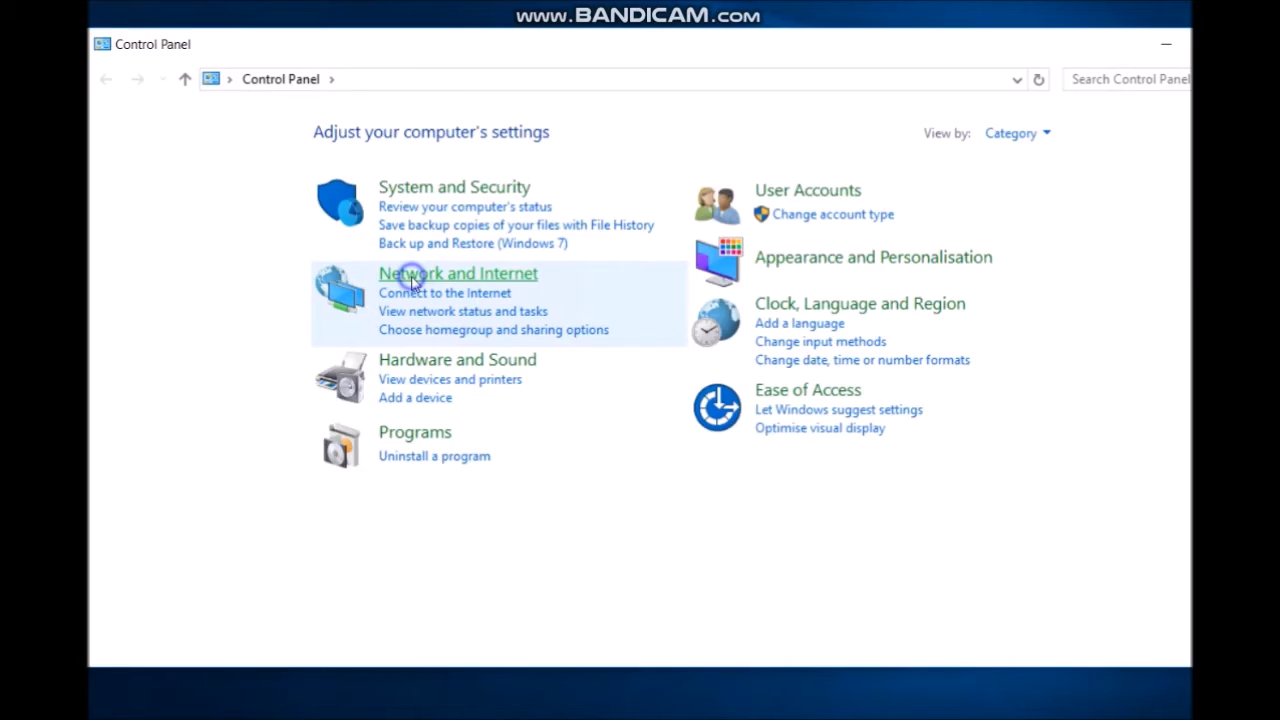 www.BANDICAM.com
Control Panel
Control Panel
Search Control Panel
Adjust your computer's settings
View by: Category
System and Security
Review your computer's status
Save backup copies of your files with File History
Back up and Restore (Windows 7)
Network and Internet
Connect to the Internet
View network status and tasks
Choose homegroup and sharing options
Hardware and Sound
View devices and printers
Add a device
Programs
Uninstall a program
User Accounts
Change account type
Appearance and Personalisation
Clock, Language and Region
Add a language
Change input methods
Change date, time or number formats
Ease of Access
Let Windows suggest settings
Optimise visual display